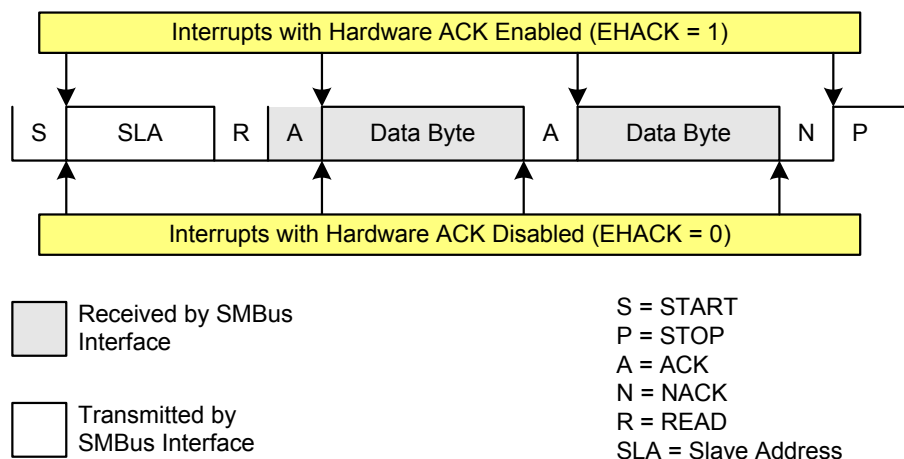 Interrupts with Hardware ACK Enabled (EHACK = 1)
S SLA R A Data Byte A Data Byte N P
Interrupts with Hardware ACK Disabled (EHACK = 0)
Received by SMBus
Interface
Transmitted by
SMBus Interface
S = START
P = STOP
A = ACK
N = NACK
R = READ
SLA = Slave Address